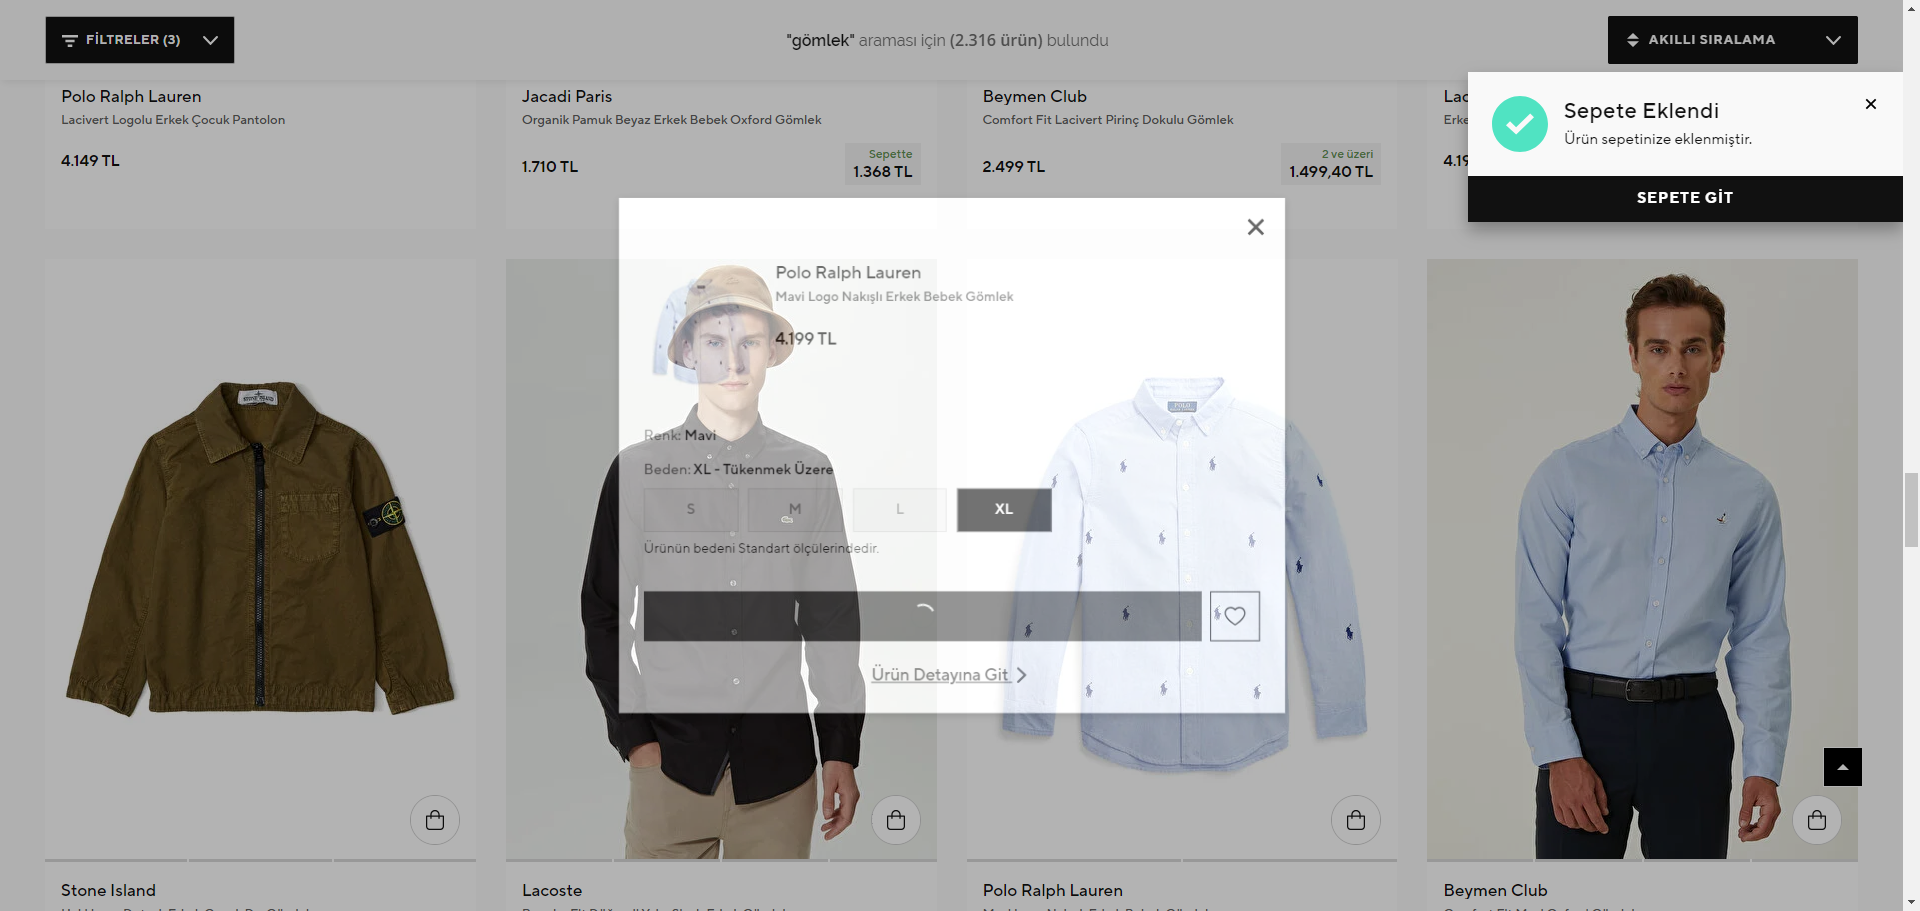 FİLTRELER (3)
"gömlek" araması için (2.316 ürün) bulundu
AKILLI SIRALAMA
Polo Ralph Lauren
Lacivert Logolu Erkek Çocuk Pantolon
4.149 TL
Jacadi Paris
Organik Pamuk Beyaz Erkek Bebek Oxford Gömlek
1.710 TL
Sepette
1.368 TL
Beymen Club
Comfort Fit Lacivert Pirinç Dokulu Gömlek
2.499 TL
2 ve üzeri
1.499,40 TL
Sepete Eklendi
Ürün sepetinize eklenmiştir.
SEPETE GİT
Polo Ralph Lauren
Mavi Logo Nakışlı Erkek Bebek Gömlek
4.199 TL
Renk: Mavi
Beden: XL - Tükenmek Üzere
S
M
L
XL
Ürünün bedeni Standart ölçülerindedir.
Ürün Detayına Git
POLO
Stone Island
Lacoste
Polo Ralph Lauren
Beymen Club